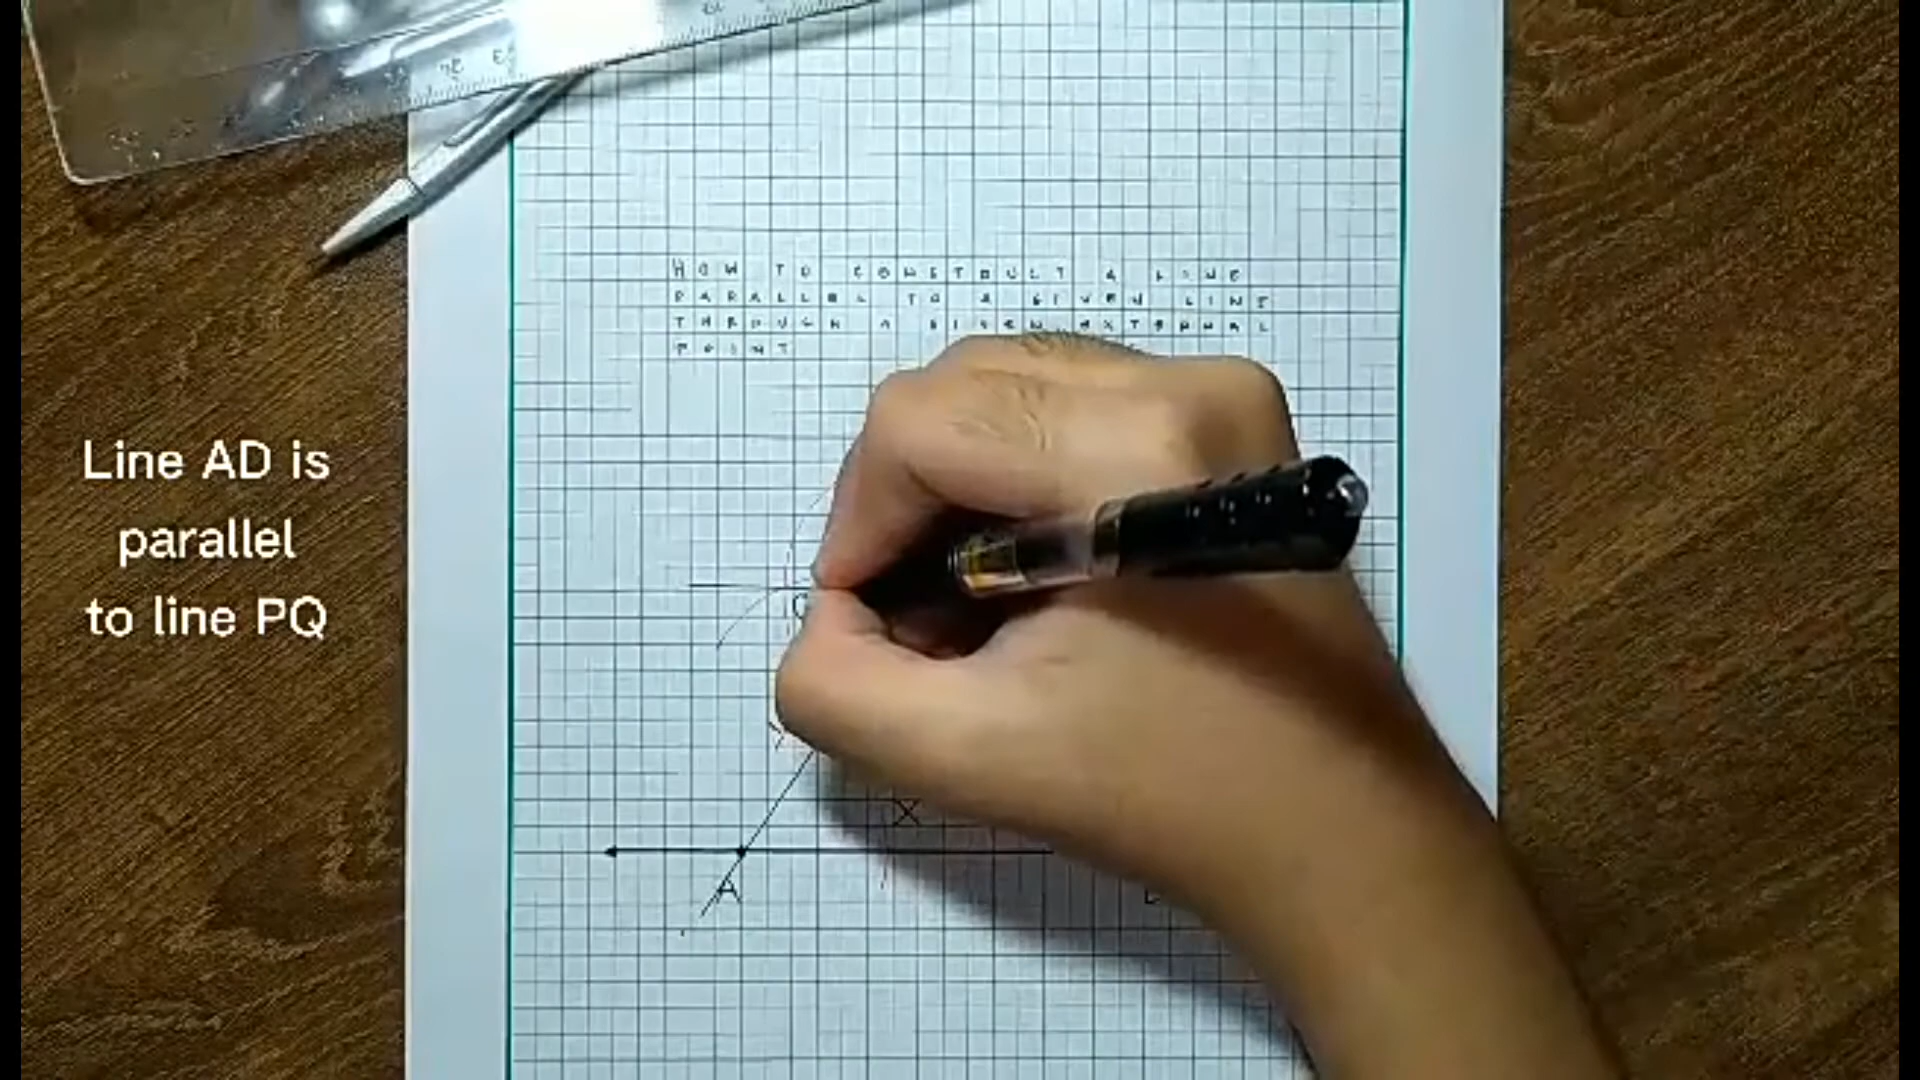 HOW TO CONSTRUCT A LINE
PARALLEL TO A GIVEN LINE
THROUGH A GIVEN EXTERNAL
POINT
Line AD is
parallel
to line PQ
X
A